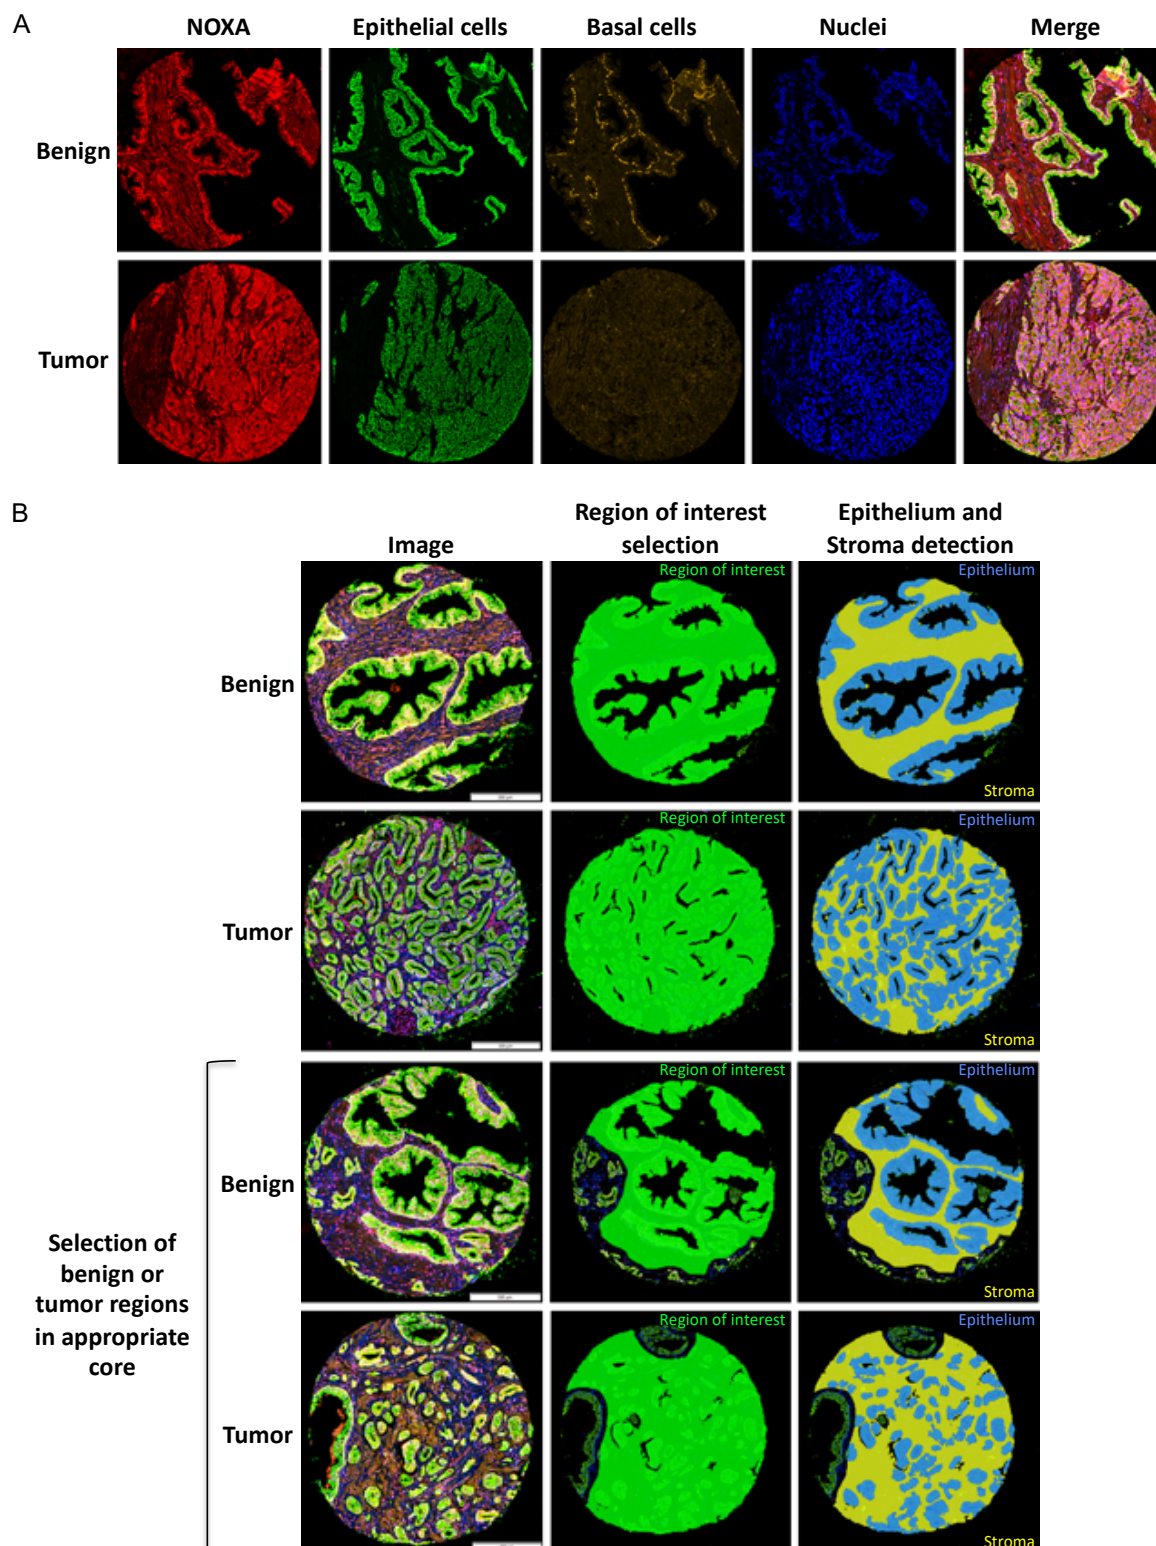 A
NOXA
Epithelial cells
Basal cells
Nuclei
Merge
Benign
Tumor
B
Image
Region of interest
selection
Epithelium and
Stroma detection
Benign
Region of interest
Epithelium
Stroma
Tumor
Region of interest
Epithelium
Stroma
Selection of
benign or
tumor regions
in appropriate
core
Benign
Region of interest
Epithelium
Stroma
Tumor
Region of interest
Epithelium
Stroma